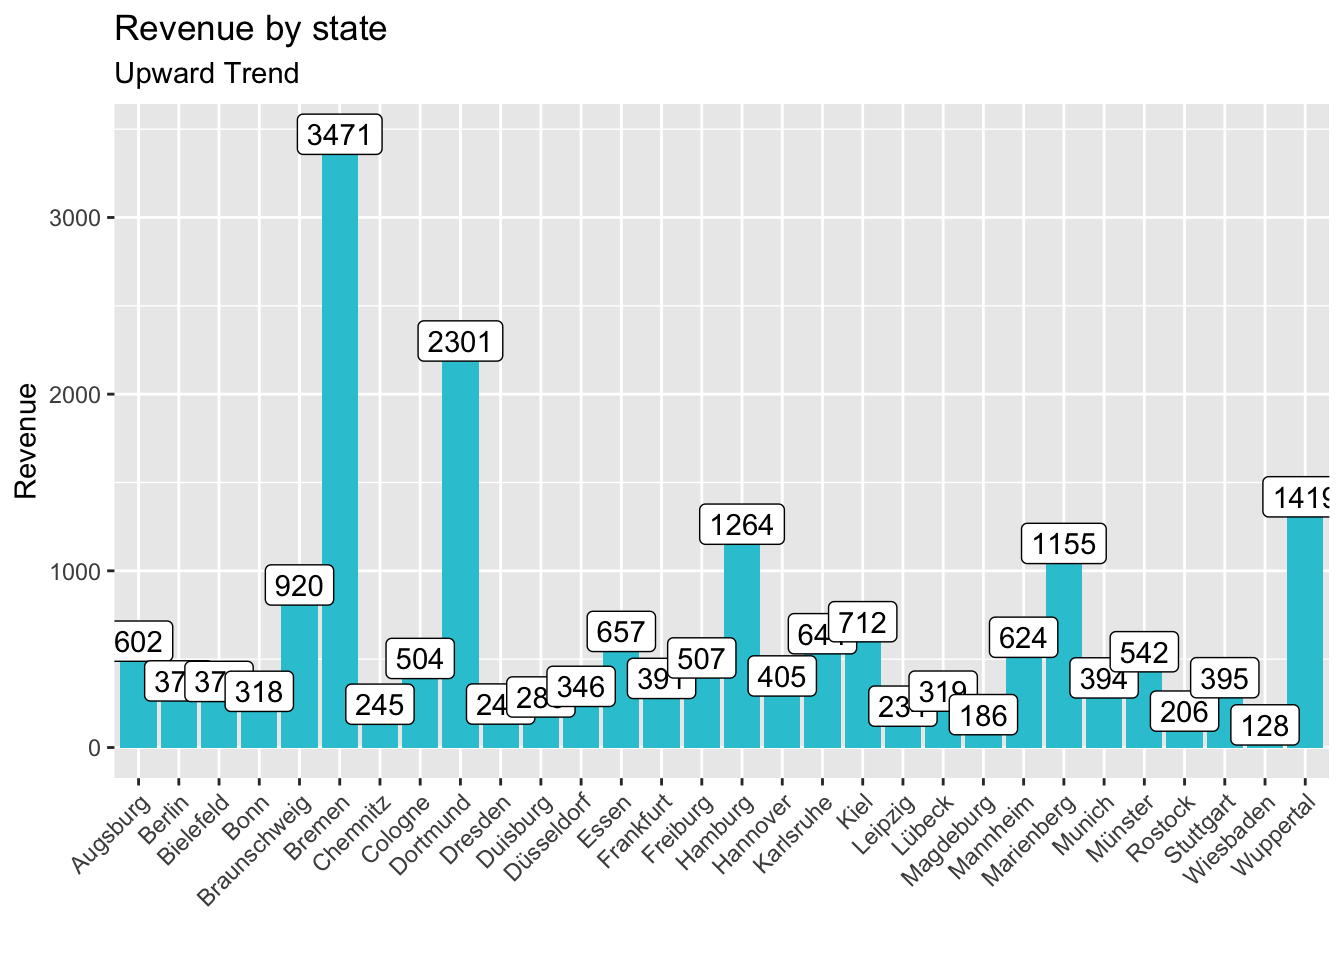 Revenue by state
Upward Trend
Revenue
3000
2000
1000
0
602
318
920
3471
245
504
2301
346
657
391
507
1264
405
712
319
186
624
1155
394
542
206
395
128
1419
Augsburg
Berlin
Bielefeld
Bonn
Braunschweig
Bremen
Chemnitz
Cologne
Dortmund
Dresden
Duisburg
Düsseldorf
Essen
Frankfurt
Freiburg
Hamburg
Hannover
Karlsruhe
Kiel
Leipzig
Lübeck
Magdeburg
Mannheim
Marienberg
Munich
Münster
Rostock
Stuttgart
Wiesbaden
Wuppertal